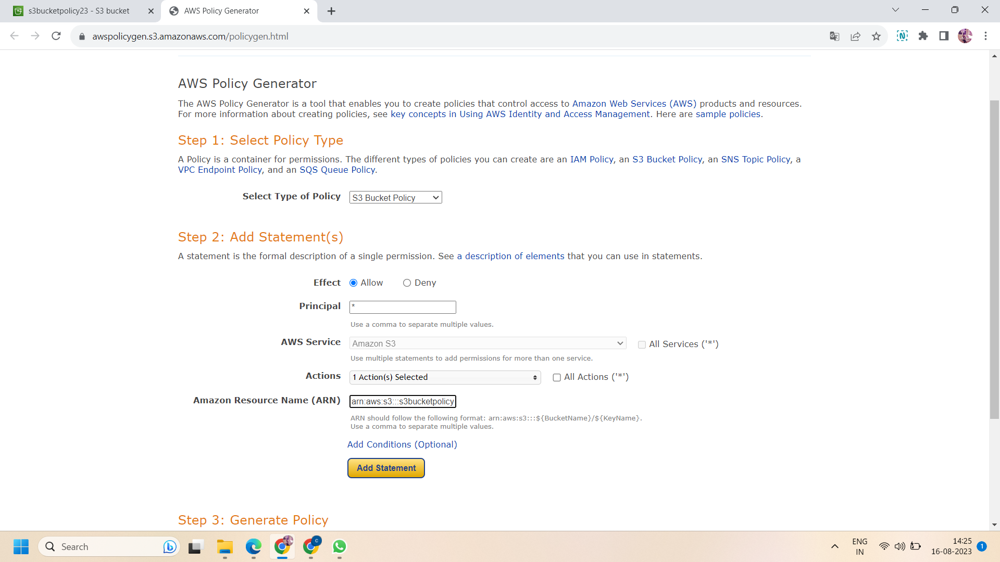 s3bucketpolicy23 - S3 bucket
AWS Policy Generator
awspolicygen.s3.amazonaws.com/policygen.html
AWS Policy Generator
The AWS Policy Generator is a tool that enables you to create policies that control access to Amazon Web Services (AWS) products and resources.
For more information about creating policies, see key concepts in Using AWS Identity and Access Management. Here are sample policies.
Step 1: Select Policy Type
A Policy is a container for permissions. The different types of policies you can create are an IAM Policy, an S3 Bucket Policy, an SNS Topic Policy, a
VPC Endpoint Policy, and an SQS Queue Policy.
Select Type of Policy S3 Bucket Policy
Step 2: Add Statement(s)
A statement is the formal description of a single permission. See a description of elements that you can use in statements.
Effect Allow Deny
Principal *
Use a comma to separate multiple values.
AWS Service Amazon S3 All Services ('*')
Use multiple statements to add permissions for more than one service.
Actions 1 Action(s) Selected All Actions ('*')
Amazon Resource Name (ARN) arn:aws:s3:::s3bucketpolicy
ARN should follow the following format: arn:aws:s3:::${BucketName}/${KeyName}.
Use a comma to separate multiple values.
Add Conditions (Optional)
Add Statement
Step 3: Generate Policy
Search
C
ENG
IN
14:25
16-08-2023
1